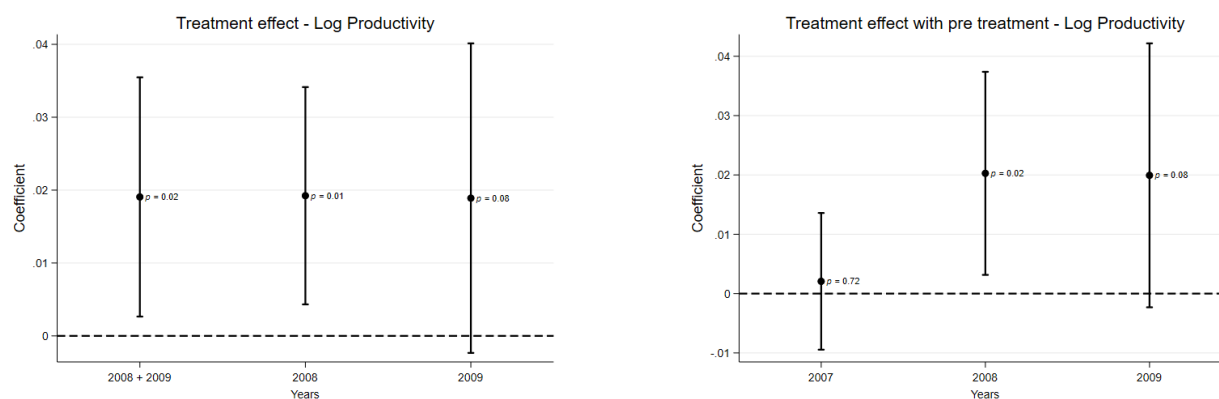 Treatment effect - Log Productivity
.04
.03
.02
.01
0
Coefficient
p = 0.02
p = 0.01
p = 0.08
2008 + 2009
2008
2009
Years
Treatment effect with pre treatment - Log Productivity
.04
.03
.02
.01
0
-.01
Coefficient
p = 0.72
p = 0.02
p = 0.08
2007
2008
2009
Years